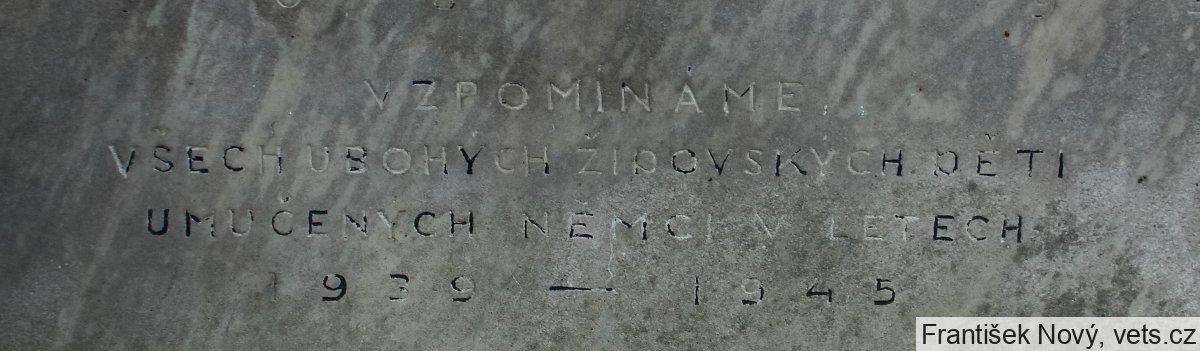 VZPOMÍNÁME
VŠECH UBOHÝCH ŽIDOVSKÝCH DĚTÍ
UMUČENÝCH NĚMCI V LETECH
1939 — 1945
František Nový, vets.cz